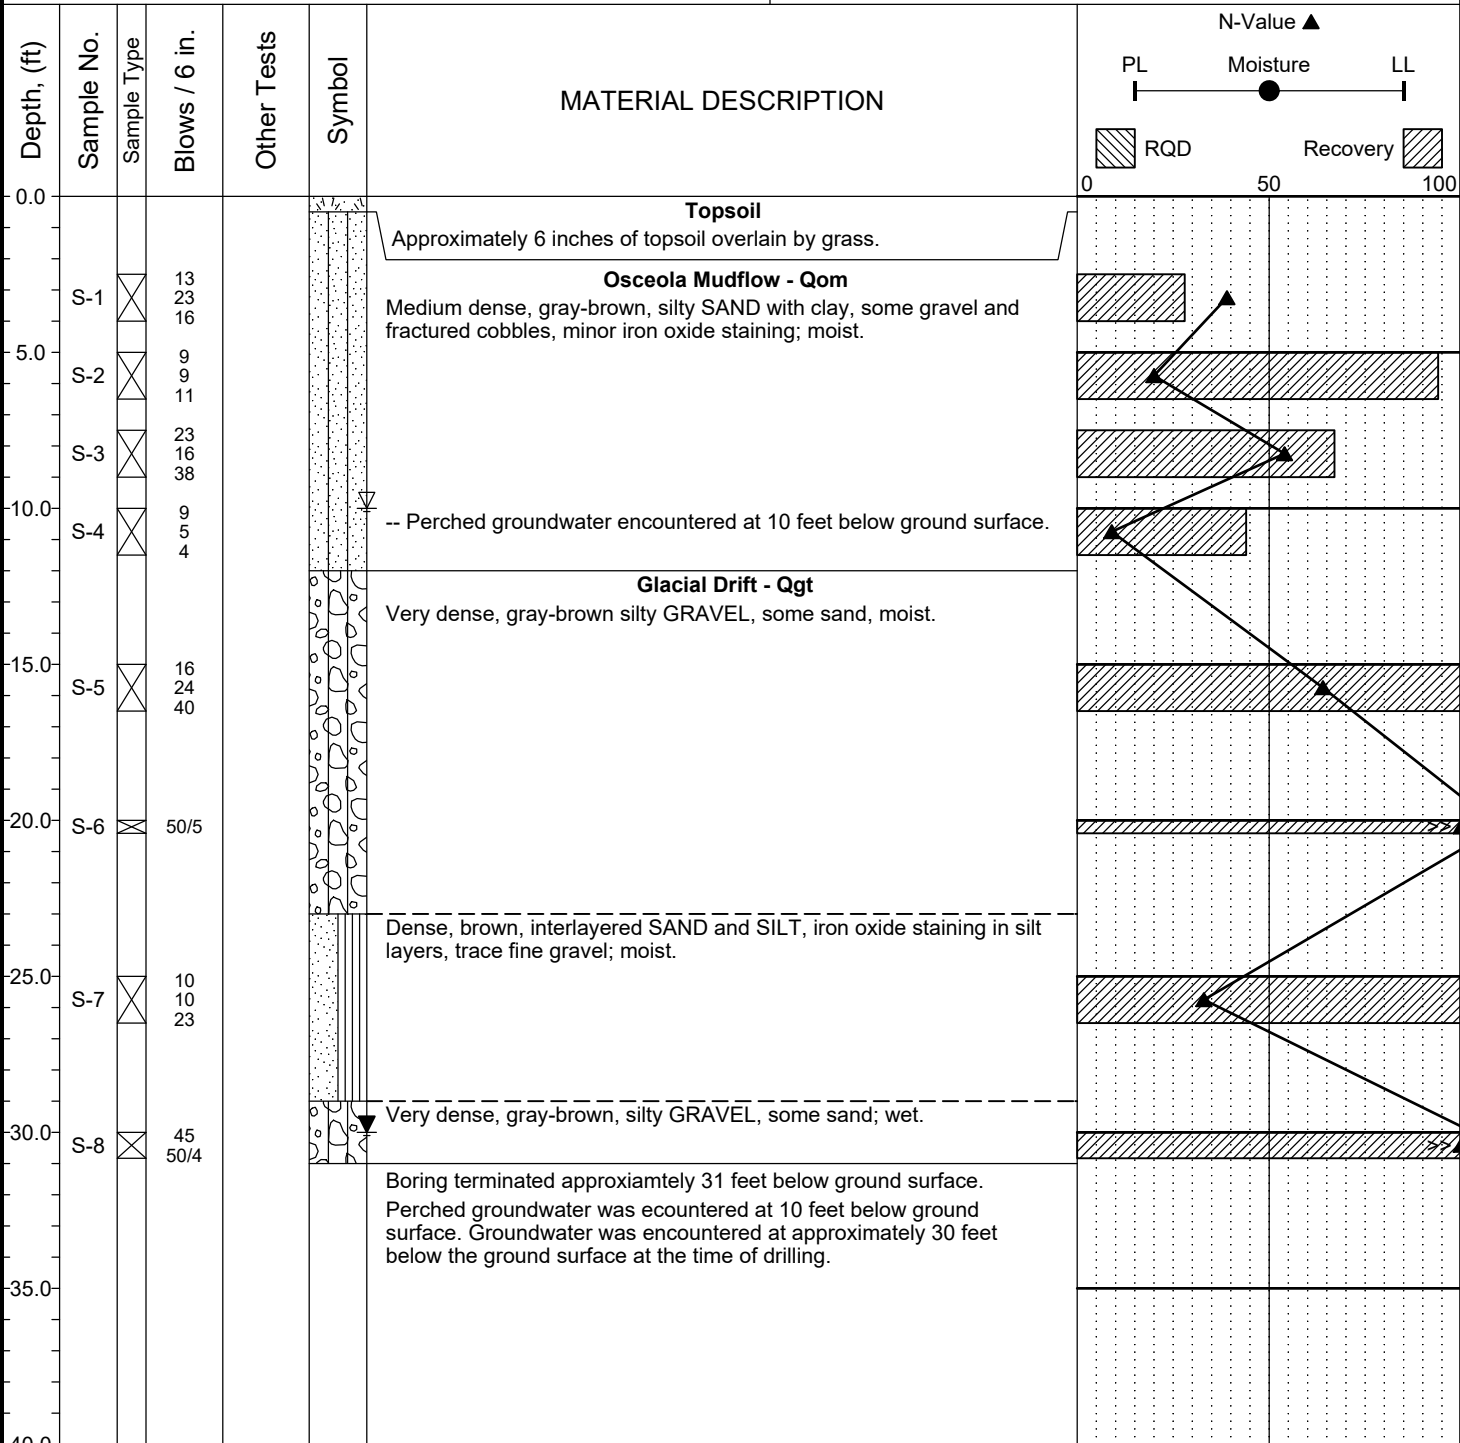 Depth, (ft)
Sample No.
Sample Type
Blows / 6 in.
Other Tests
Symbol
MATERIAL DESCRIPTION
N-Value
PL Moisture LL
RQD Recovery
0 50 100
0.0
Topsoil
Approximately 6 inches of topsoil overlain by grass.
Osceola Mudflow - Qom
Medium dense, gray-brown, silty SAND with clay, some gravel and
fractured cobbles, minor iron oxide staining; moist.
S-1
13
23
16
5.0
S-2
9
9
11
S-3
23
16
38
10.0
S-4
9
5
4
-- Perched groundwater encountered at 10 feet below ground surface.
Glacial Drift - Qgt
Very dense, gray-brown silty GRAVEL, some sand, moist.
15.0
S-5
16
24
40
20.0
S-6
50/5
>>
Dense, brown, interlayered SAND and SILT, iron oxide staining in silt
layers, trace fine gravel; moist.
25.0
S-7
10
10
23
Very dense, gray-brown, silty GRAVEL, some sand; wet.
30.0
S-8
45
50/4
>>
Boring terminated approxiamtely 31 feet below ground surface.
Perched groundwater was ecountered at 10 feet below ground
surface. Groundwater was encountered at approximately 30 feet
below the ground surface at the time of drilling.
35.0
40.0